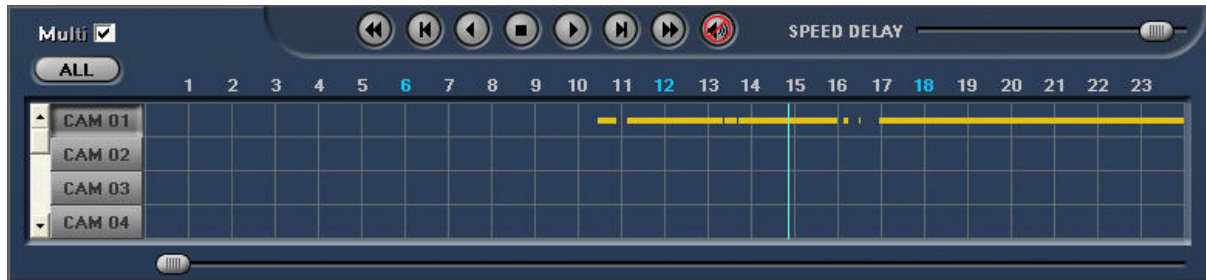 Multi
SPEED DELAY
ALL
1 2 3 4 5 6 7 8 9 10 11 12 13 14 15 16 17 18 19 20 21 22 23
CAM 01
CAM 02
CAM 03
CAM 04